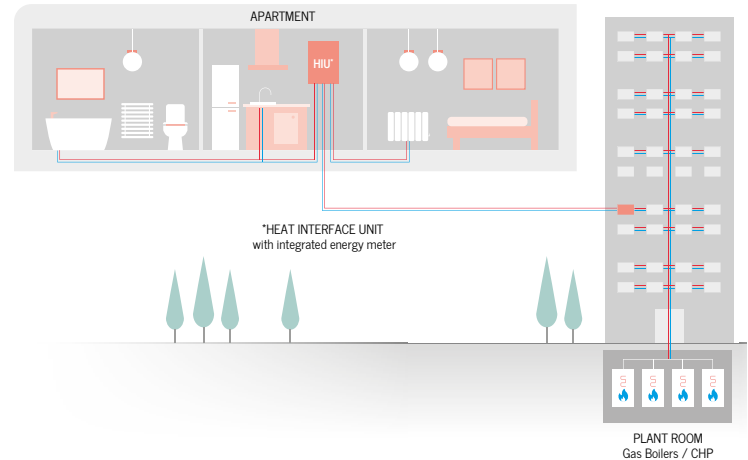 APARTMENT
HIU*
*HEAT INTERFACE UNIT
with integrated energy meter
PLANT ROOM
Gas Boilers / CHP